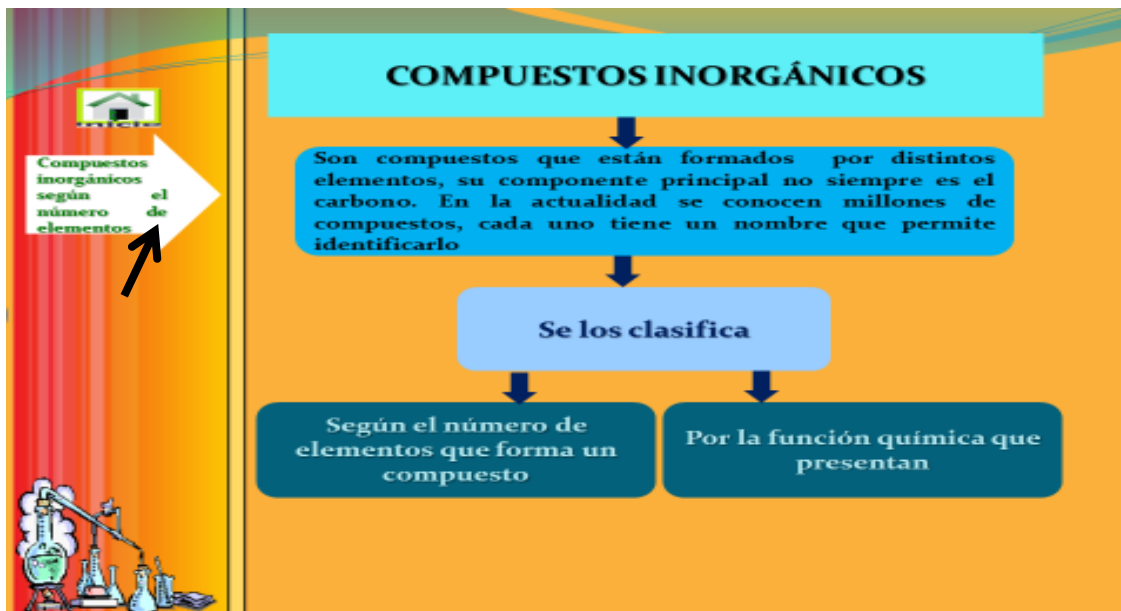 COMPUESTOS INORGÁNICOS
inicio
Compuestos
inorgánicos
según el
número de
elementos
Son compuestos que están formados por distintos
elementos, su componente principal no siempre es el
carbono. En la actualidad se conocen millones de
compuestos, cada uno tiene un nombre que permite
identificarlo
Se los clasifica
Según el número de
elementos que forma un
compuesto
Por la función química que
presentan